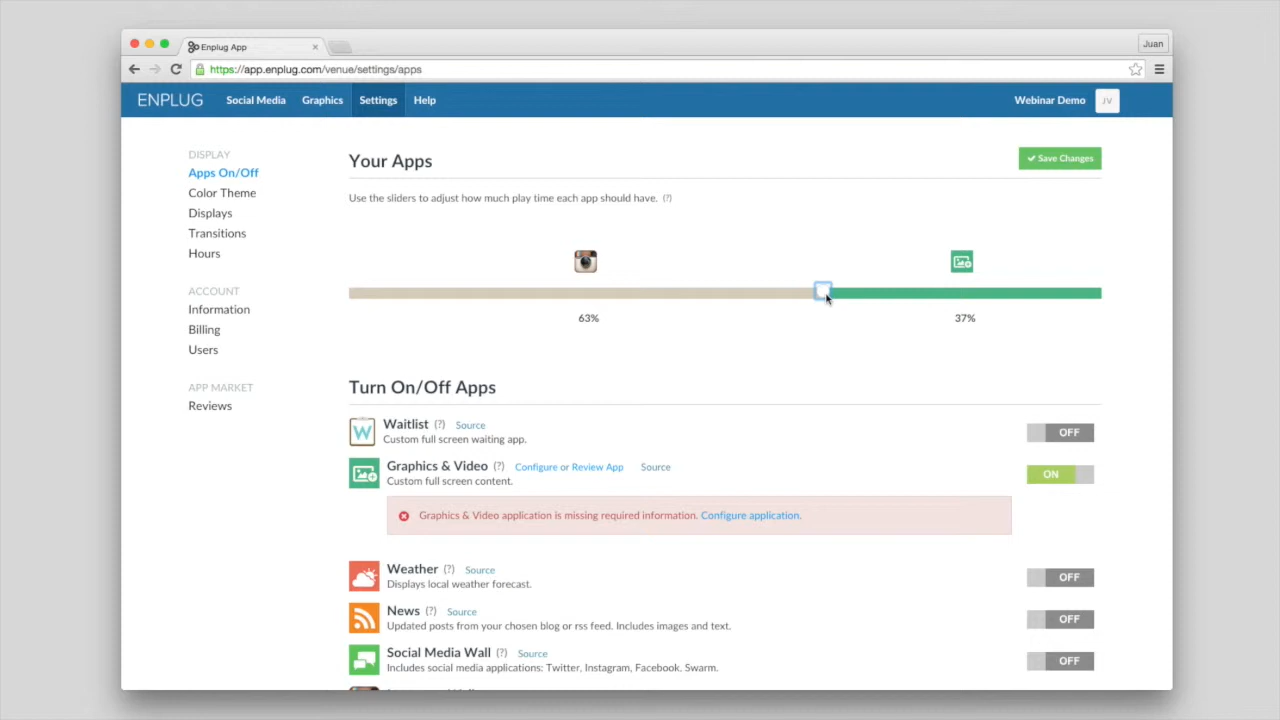 Enplug App
Juan
https://app.enplug.com/venue/settings/apps
ENPLUG Social Media Graphics Settings Help Webinar Demo JV
DISPLAY
Apps On/Off
Color Theme
Displays
Transitions
Hours
ACCOUNT
Information
Billing
Users
APP MARKET
Reviews
Your Apps
Save Changes
Use the sliders to adjust how much play time each app should have. (?)
63% 37%
Turn On/Off Apps
Waitlist (?) Source
Custom full screen waiting app.
OFF
Graphics & Video (?) Configure or Review App Source
Custom full screen content.
ON
Graphics & Video application is missing required information. Configure application.
Weather (?) Source
Displays local weather forecast.
OFF
News (?) Source
Updated posts from your chosen blog or rss feed. Includes images and text.
OFF
Social Media Wall (?) Source
Includes social media applications: Twitter, Instagram, Facebook, Swarm.
OFF